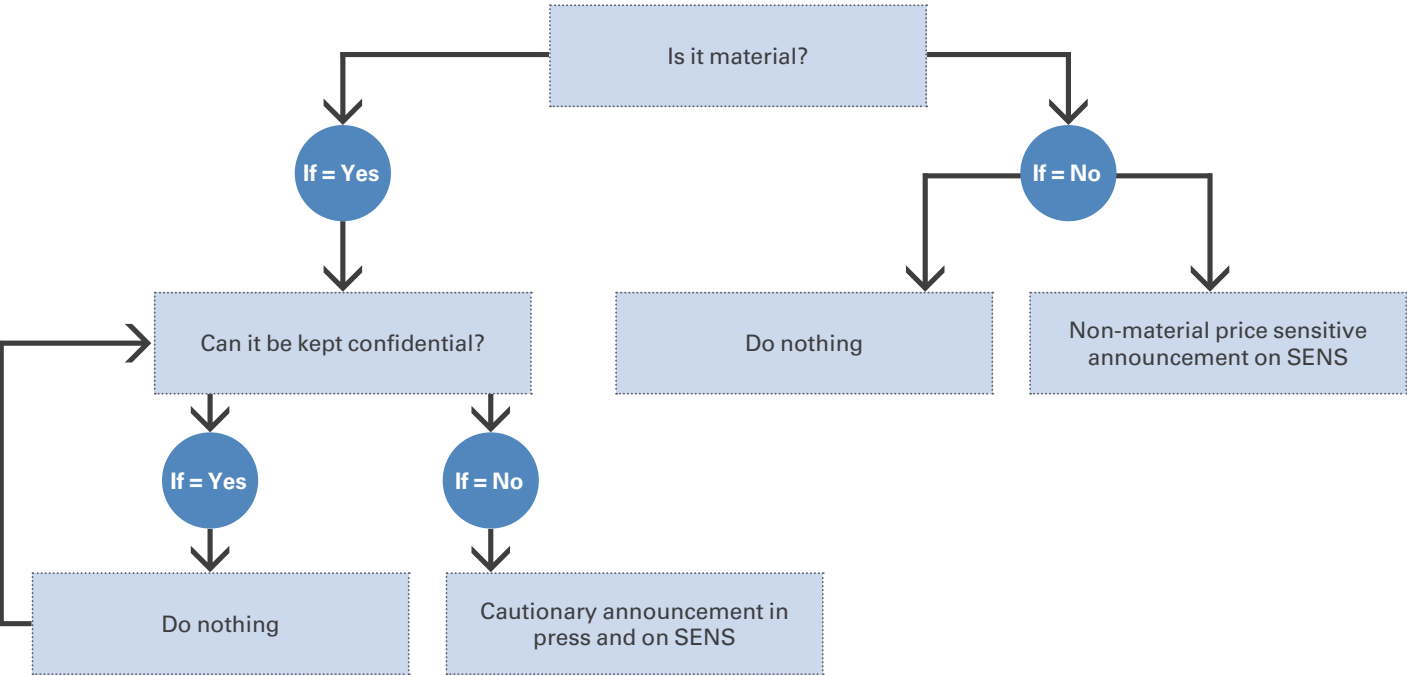 Is it material?
If = Yes
If = No
Can it be kept confidential?
Do nothing
Non-material price sensitive
announcement on SENS
If = Yes
If = No
Do nothing
Cautionary announcement in
press and on SENS